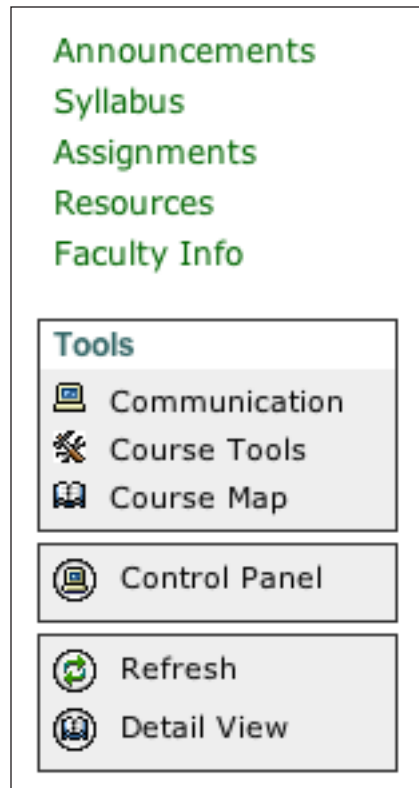 Announcements
Syllabus
Assignments
Resources
Faculty Info
Tools
Communication
Course Tools
Course Map
Control Panel
Refresh
Detail View